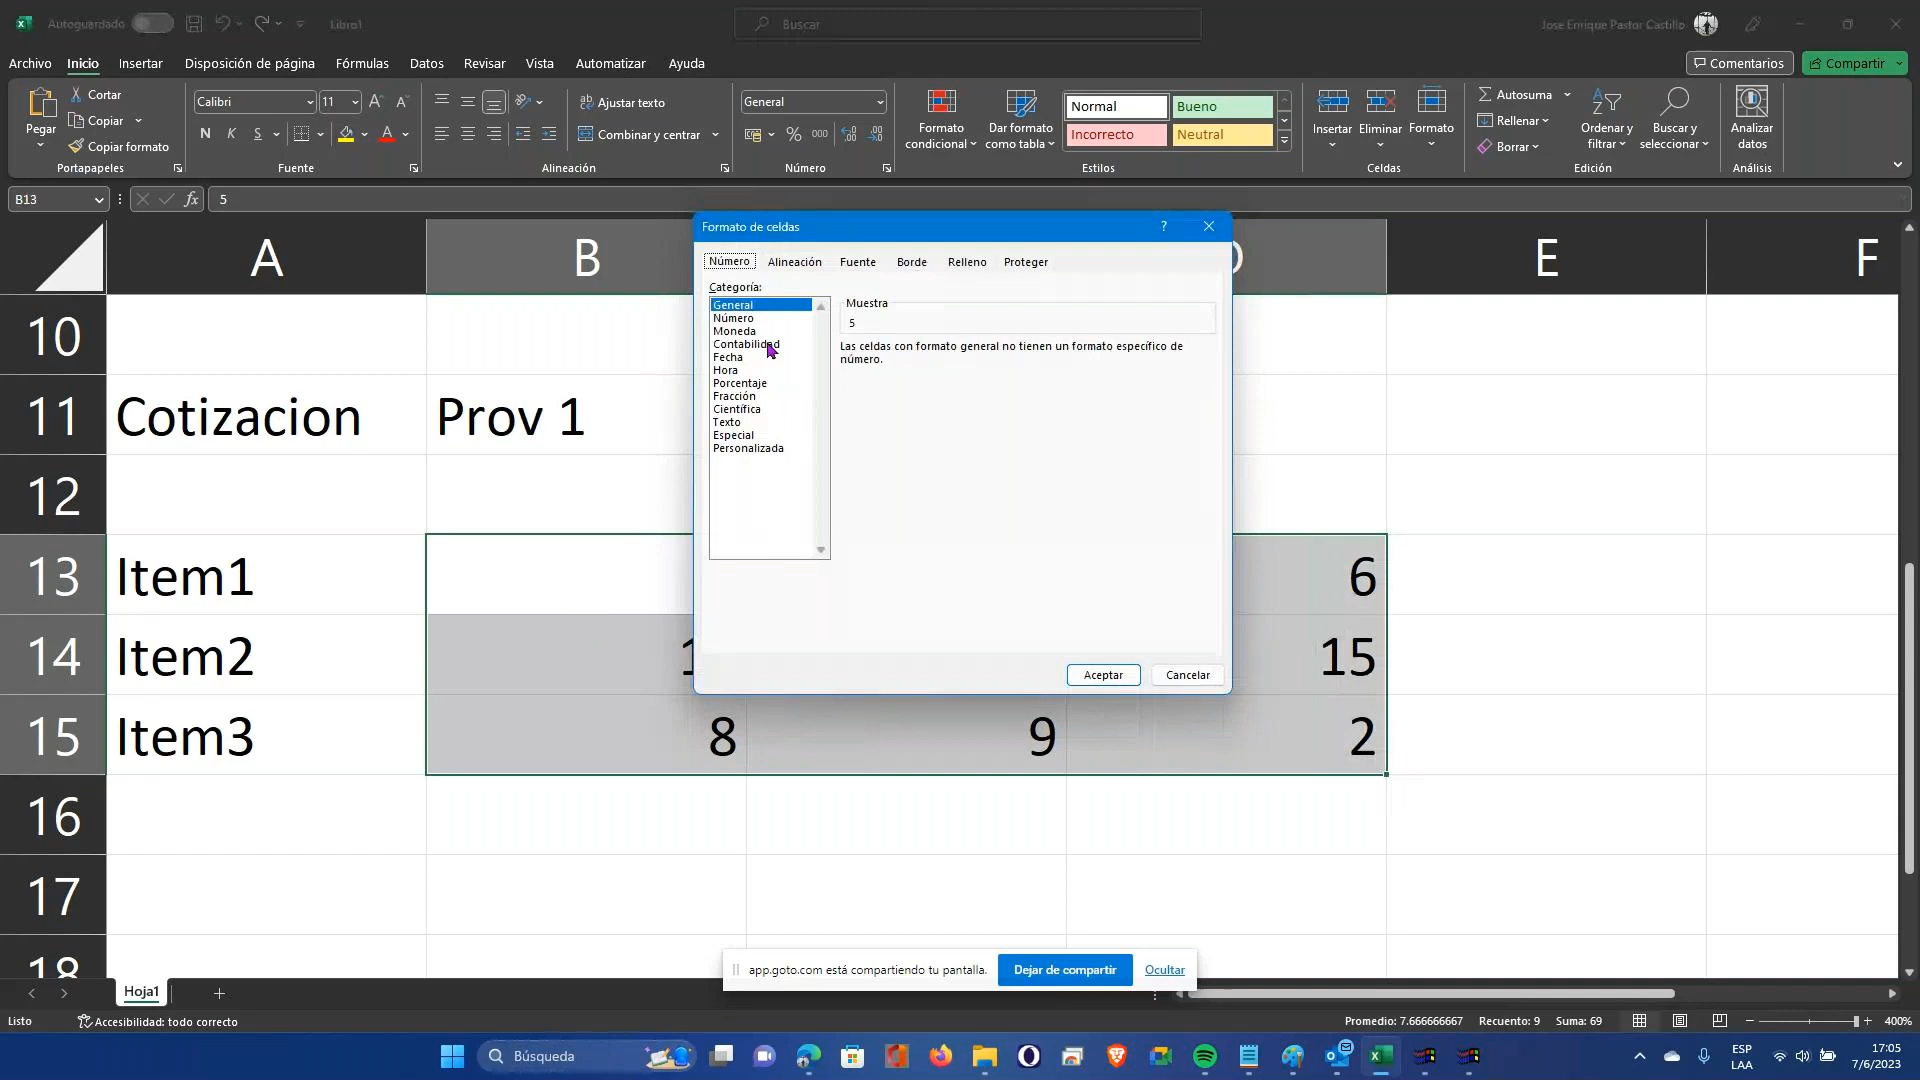 Autoguardado
Libro1
Buscar
Jose Enrique Pastor Castillo
Archivo Inicio Insertar Disposición de página Fórmulas Datos Revisar Vista Automatizar Ayuda
Comentarios
Compartir
Pegar
Cortar
Copiar
Copiar formato
Portapapeles
Calibri
11
N K S
Fuente
Ajustar texto
Combinar y centrar
Alineación
General
% 000
Número
Formato condicional
Dar formato como tabla
Normal
Bueno
Incorrecto
Neutral
Estilos
Insertar
Eliminar
Formato
Celdas
Autosuma
Rellenar
Borrar
Ordenar y filtrar
Buscar y seleccionar
Edición
Analizar datos
Análisis
B13
fx
5
A B D E F
10
11 Cotizacion Prov 1
12
13 Item1 6
14 Item2 1 15
15 Item3 8 9 2
16
17
18
Formato de celdas
?
Número Alineación Fuente Borde Relleno Proteger
Categoría:
General
Número
Moneda
Contabilidad
Fecha
Hora
Porcentaje
Fracción
Científica
Texto
Especial
Personalizada
Muestra
5
Las celdas con formato general no tienen un formato específico de
número.
Aceptar
Cancelar
app.goto.com está compartiendo tu pantalla.
Dejar de compartir
Ocultar
Hoja1
Listo
Accesibilidad: todo correcto
Promedio: 7.666666667 Recuento: 9 Suma: 69
400%
Búsqueda
ESP
LAA
17:05
7/6/2023